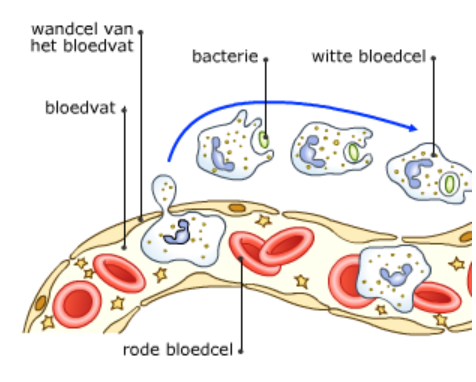 wandcel van
het bloedvat
bacterie
witte bloedcel
bloedvat
rode bloedcel